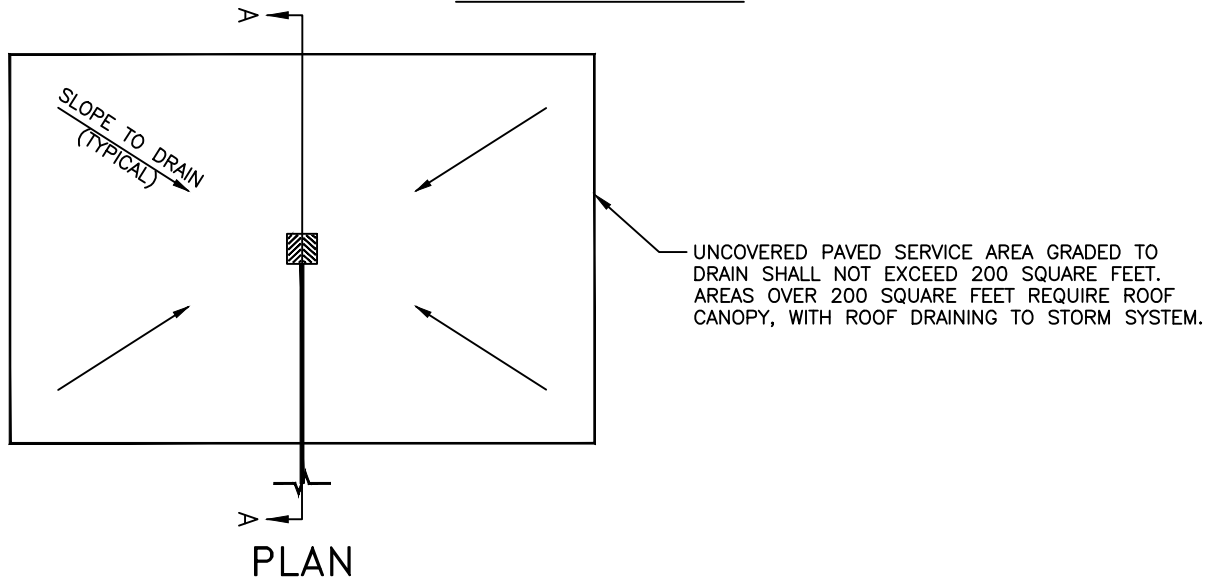 A
SLOPE TO DRAIN
(TYPICAL)
UNCOVERED PAVED SERVICE AREA GRADED TO
DRAIN SHALL NOT EXCEED 200 SQUARE FEET.
AREAS OVER 200 SQUARE FEET REQUIRE ROOF
CANOPY, WITH ROOF DRAINING TO STORM SYSTEM.
A
PLAN